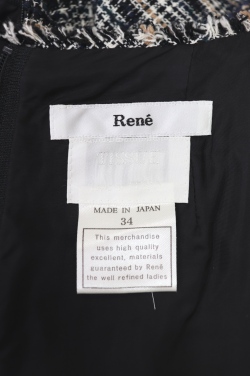 René
MADE IN JAPAN
34
This merchandise
uses high quality
excellent, materials
guaranteed by René
the well refined ladies